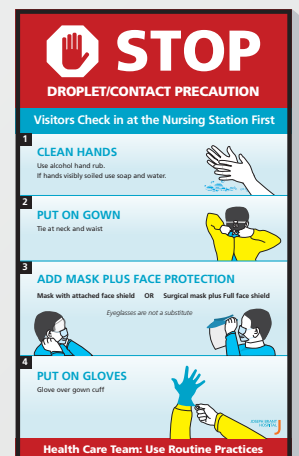 STOP
DROPLET/CONTACT PRECAUTION
Visitors Check in at the Nursing Station First
1
CLEAN HANDS
Use alcohol hand rub.
If hands visibly soiled use soap and water.
2
PUT ON GOWN
Tie at neck and waist
3
ADD MASK PLUS FACE PROTECTION
Mask with attached face shield OR Surgical mask plus Full face shield
Eyeglasses are not a substitute
4
PUT ON GLOVES
Glove over gown cuff
JOSEPH BRANT
HOSPITAL
Health Care Team: Use Routine Practices